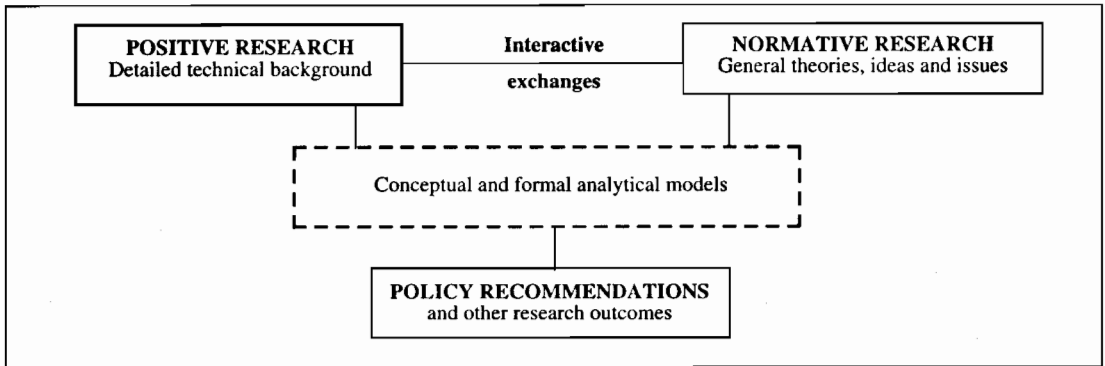 POSITIVE RESEARCH
Detailed technical background
Interactive
exchanges
NORMATIVE RESEARCH
General theories, ideas and issues
Conceptual and formal analytical models
POLICY RECOMMENDATIONS
and other research outcomes